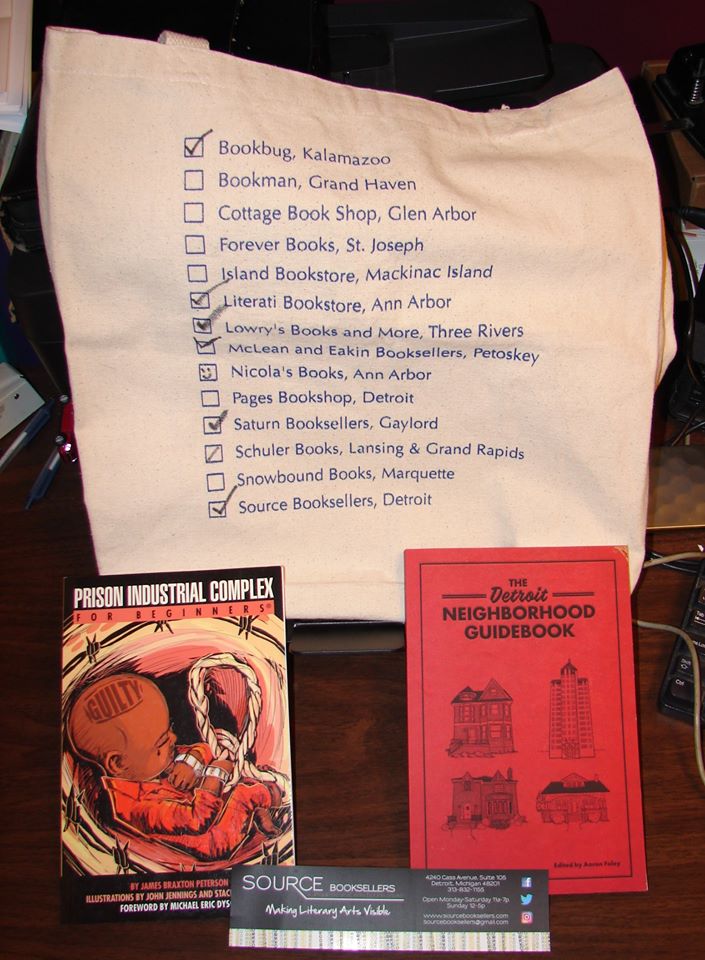 Bookbug, Kalamazoo
Bookman, Grand Haven
Cottage Book Shop, Glen Arbor
Forever Books, St. Joseph
Island Bookstore, Mackinac Island
Literati Bookstore, Ann Arbor
Lowry's Books and More, Three Rivers
McLean and Eakin Booksellers, Petoskey
Nicola's Books, Ann Arbor
Pages Bookshop, Detroit
Saturn Booksellers, Gaylord
Schuler Books, Lansing & Grand Rapids
Snowbound Books, Marquette
Source Booksellers, Detroit
PRISON INDUSTRIAL COMPLEX
FOR BEGINNERS®
GUILTY
BY JAMES BRAXTON PETERSON
ILLUSTRATIONS BY JOHN JENNINGS AND STAC
FOREWORD BY MICHAEL ERIC DYS
THE
Detroit
NEIGHBORHOOD
GUIDEBOOK
Edited by Aaron Foley
SOURCE BOOKSELLERS
Making Literary Arts Visible
4240 Cass Avenue, Suite 105
Detroit, Michigan 48201
313-832-1155
Open Monday-Saturday 11a-7p
Sunday 12-5p
www.sourcebooksellers.com
sourcebooksellers@gmail.com
Ctrl